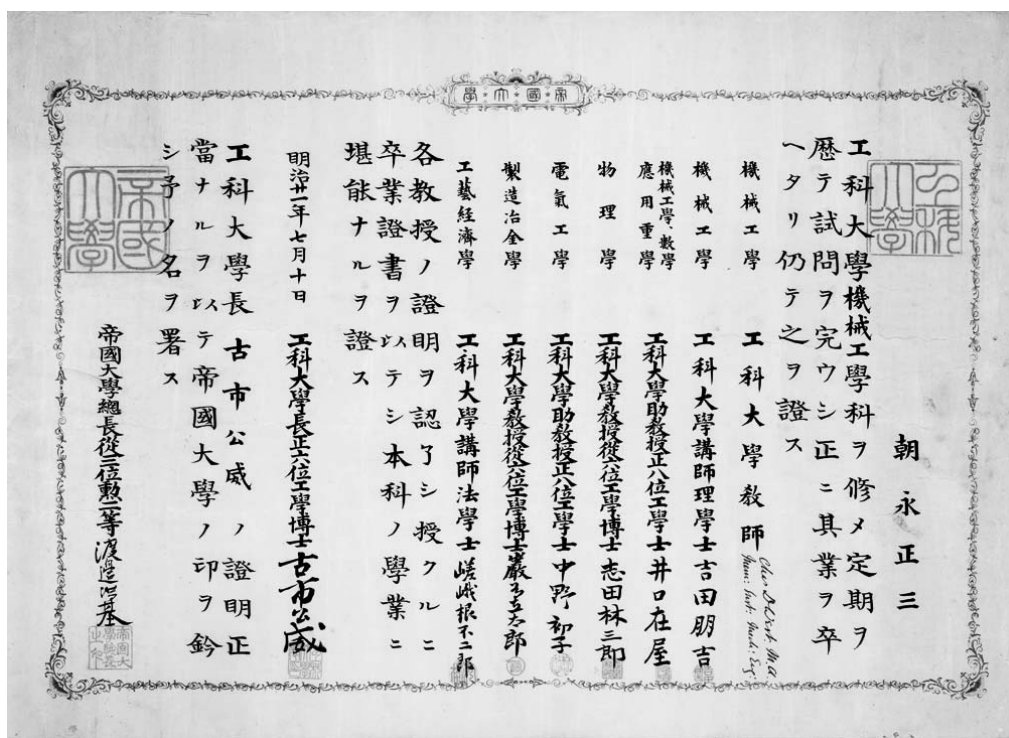 帝國大學
朝永正三
工科大學機械工學科ヲ修メ定期ヲ
歷テ試問ヲ完ウシ正ニ其業ヲ卒
ヘタリ仍テ之ヲ證ス
機械工學 工科大學教師
機械工學 工科大學講師理學士吉田朋吉
機械工學、數學 應用重學 工科大學助教授正八位工學士井口在屋
物理學 工科大學教授從六位工學博士志田林三郎
電氣工學 工科大學助教授正八位工學士中野初子
製造冶金學 工科大學教授從六位工學博士巖谷立太郎
工藝經濟學 工科大學講師法學士嵯峨根不二郎
各教授ノ證明ヲ認了シ授クルニ
卒業證書ヲ以テシ本科ノ學業ニ
堪能ナルヲ證ス
明治廿一年七月十日 工科大學長正六位工學博士古市公威
工科大學長古市公威ノ證明正
當ナルヲ以テ帝國大學ノ印ヲ鈐
シ予ノ名ヲ署ス
帝國大學總長從三位勲二等渡邊洪基
工科大學
帝國大學